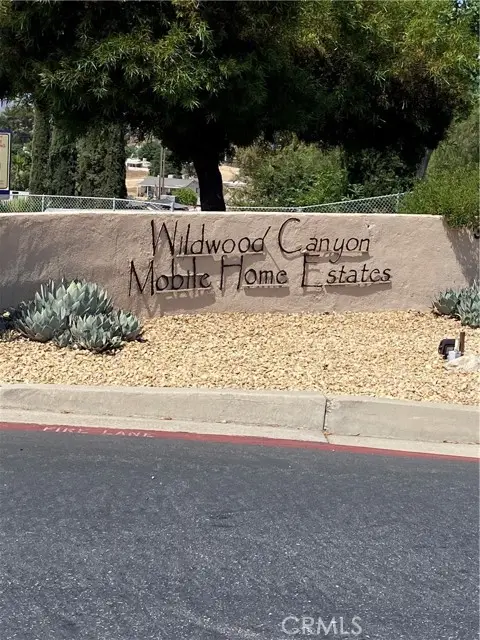 Wildwood Canyon
Mobile Home Estates
FIRE LANE
CRMLS